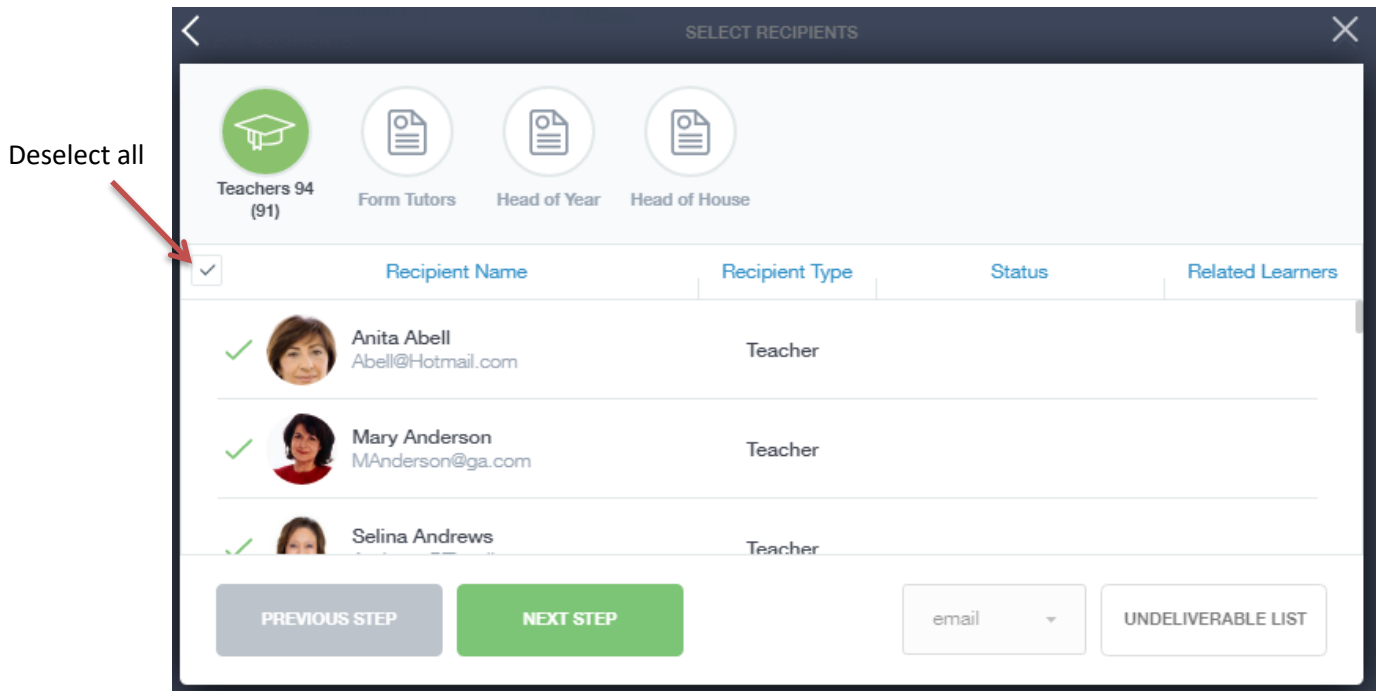 SELECT RECIPIENTS
Deselect all
Teachers 94
(91)
Form Tutors
Head of Year
Head of House
Recipient Name
Recipient Type
Status
Related Learners
Anita Abell
Abell@Hotmail.com
Teacher
Mary Anderson
MAnderson@ga.com
Teacher
Selina Andrews
Teacher
PREVIOUS STEP
NEXT STEP
email
UNDELIVERABLE LIST